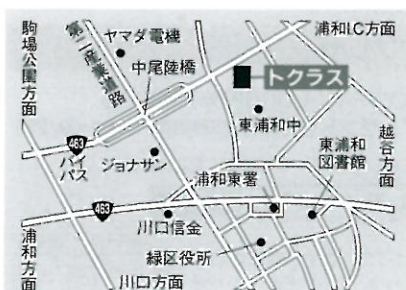 駒場公園方面
第二産業道路
ヤマダ電機
中尾陸橋
浦和IC方面
トクラス
東浦和中
463
バイパス
ジョナサン
東浦和
図書館
越谷方面
浦和東署
463
川口信金
緑区役所
浦和方面
川口方面